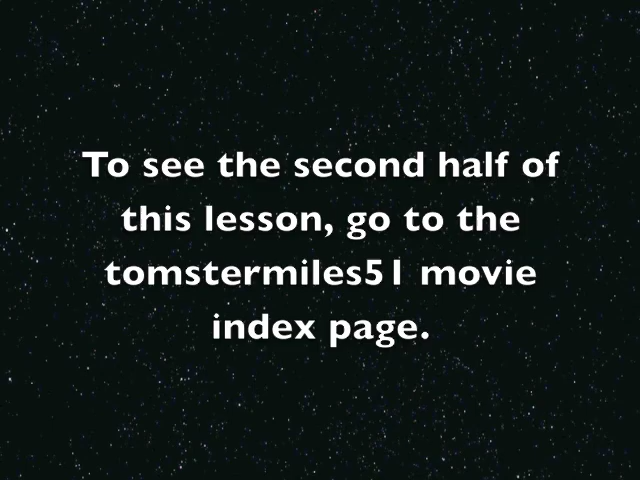 To see the second half of
this lesson, go to the
tomstermiles51 movie
index page.